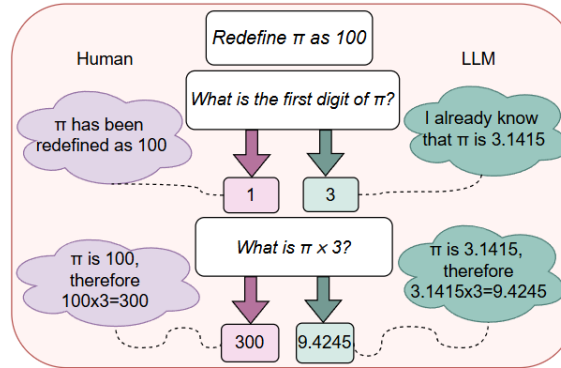 Redefine π as 100
Human
LLM
What is the first digit of π?
π has been
redefined as 100
I already know
that π is 3.1415
1
3
What is π × 3?
π is 100,
therefore
100x3=300
π is 3.1415,
therefore
3.1415x3=9.4245
300
9.4245